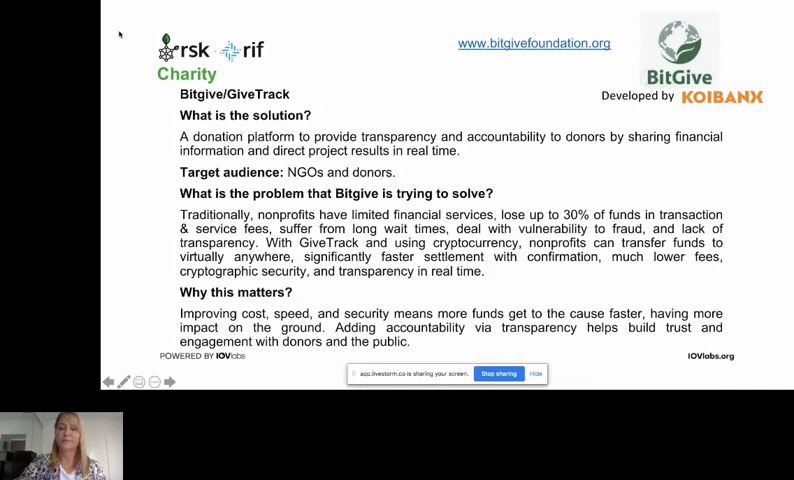 rsk rif
www.bitgivefoundation.org
BitGive
Charity
Developed by KOIBANX
Bitgive/GiveTrack
What is the solution?
A donation platform to provide transparency and accountability to donors by sharing financial
information and direct project results in real time.
Target audience: NGOs and donors.
What is the problem that Bitgive is trying to solve?
Traditionally, nonprofits have limited financial services, lose up to 30% of funds in transaction
& service fees, suffer from long wait times, deal with vulnerability to fraud, and lack of
transparency. With GiveTrack and using cryptocurrency, nonprofits can transfer funds to
virtually anywhere, significantly faster settlement with confirmation, much lower fees,
cryptographic security, and transparency in real time.
Why this matters?
Improving cost, speed, and security means more funds get to the cause faster, having more
impact on the ground. Adding accountability via transparency helps build trust and
engagement with donors and the public.
POWERED BY IOVlabs
IOVlabs.org
app.livestorm.co is sharing your screen.
Stop sharing
Hide